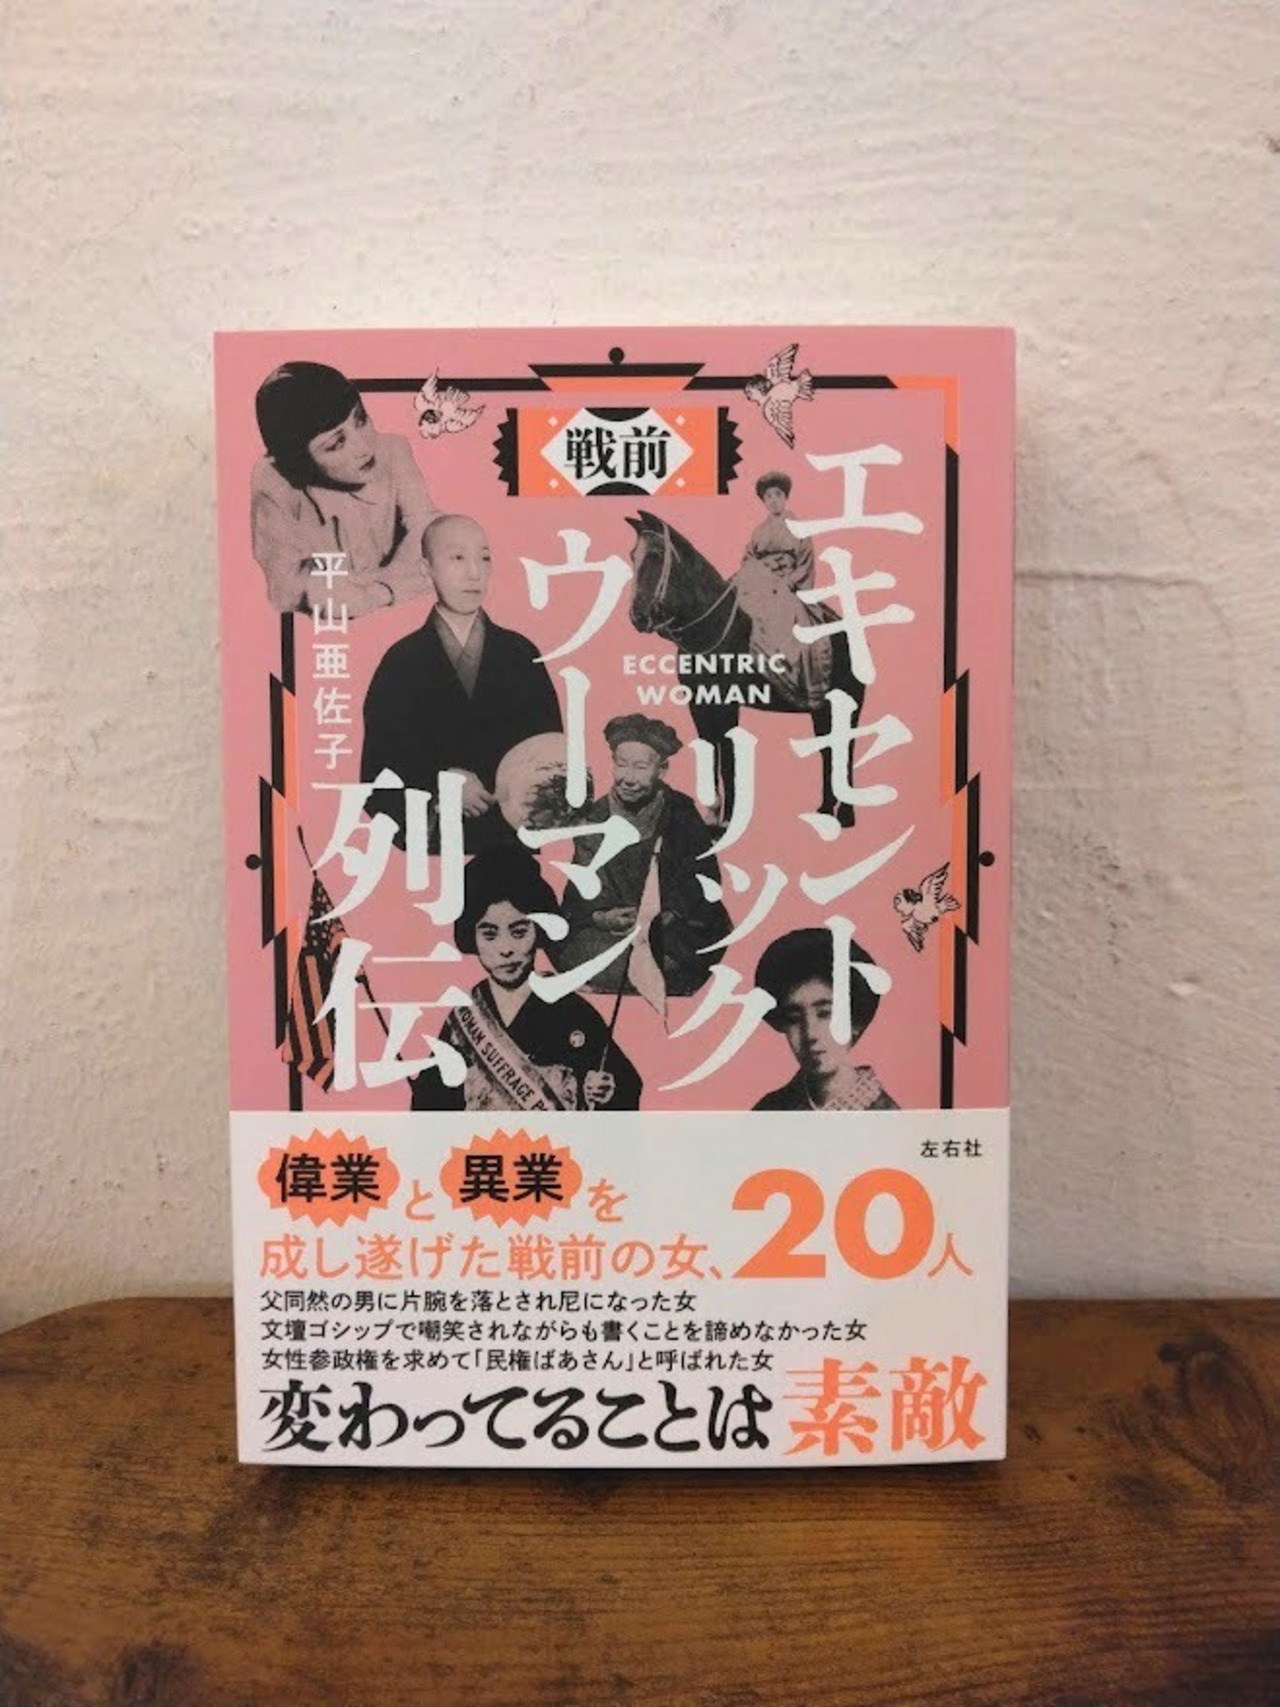 戦前
エキセントリック
ウーマン
列伝
ECCENTRIC
WOMAN
平山亜佐子
WOMAN SUFFRAGE P
左右社
偉業と異業を
成し遂げた戦前の女、20人
父同然の男に片腕を落とされ尼になった女
文壇ゴシップで嘲笑されながらも書くことを諦めなかった女
女性参政権を求めて「民権ばあさん」と呼ばれた女
変わってることは素敵